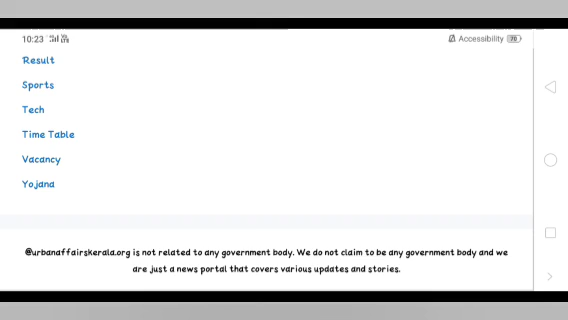 10:23
Accessibility 70
Result
Sports
Tech
Time Table
Vacancy
Yojana
@urbanaffairskerala.org is not related to any government body. We do not claim to be any government body and we
are just a news portal that covers various updates and stories.